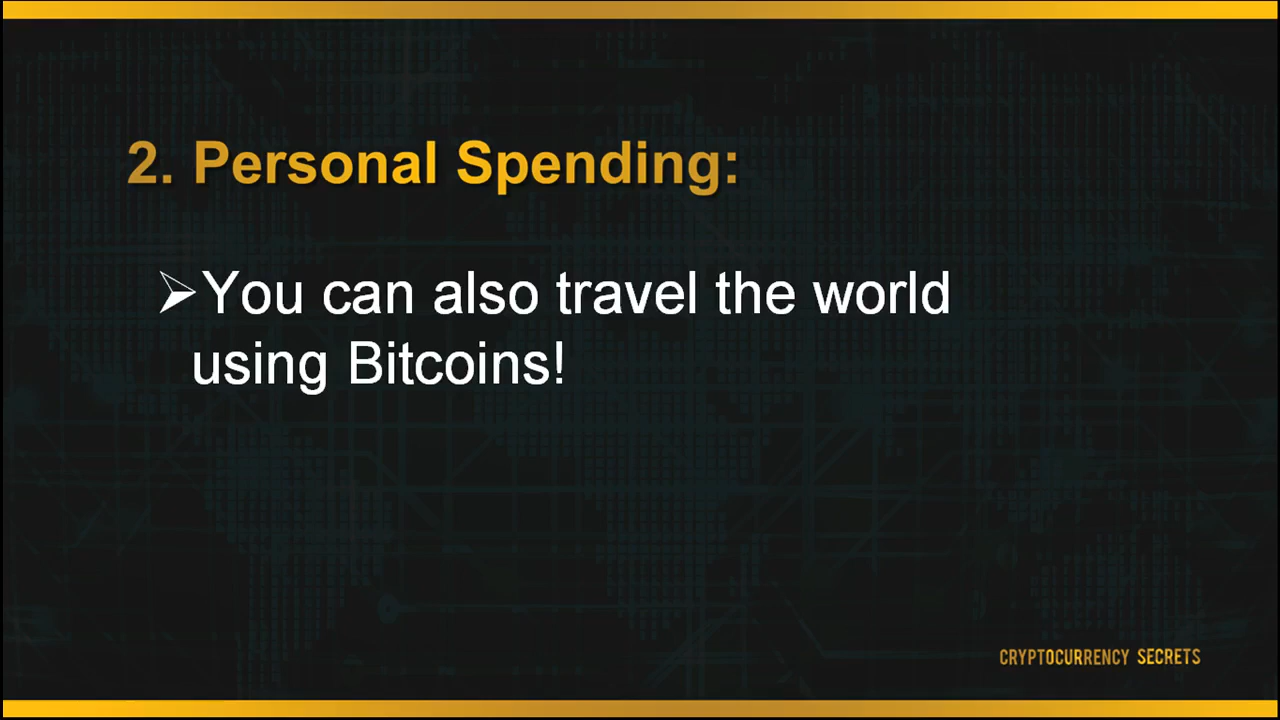 2. Personal Spending:
➢You can also travel the world
using Bitcoins!
CRYPTOCURRENCY SECRETS